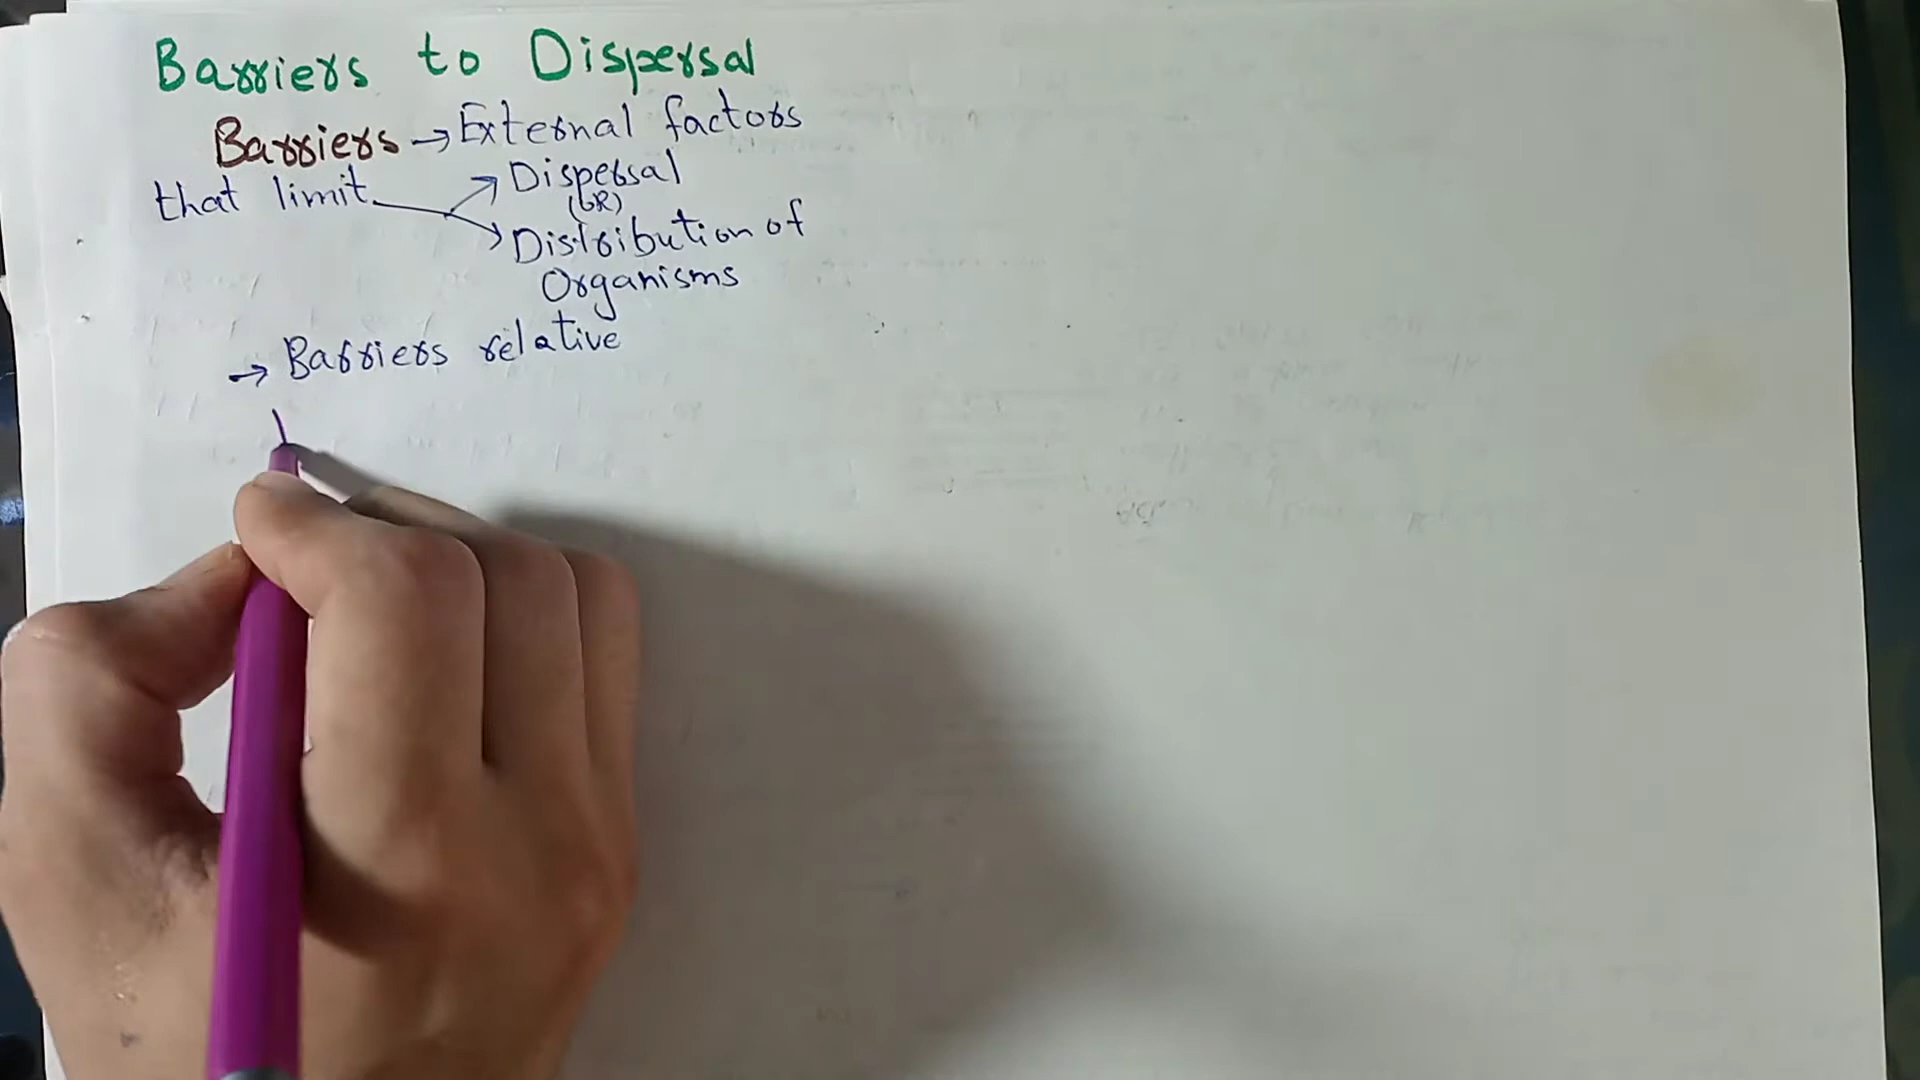 Barriers to Dispersal
Barriers → External factors
that limit → Dispersal
(OR)
→ Distribution of
Organisms
→ Barriers relative